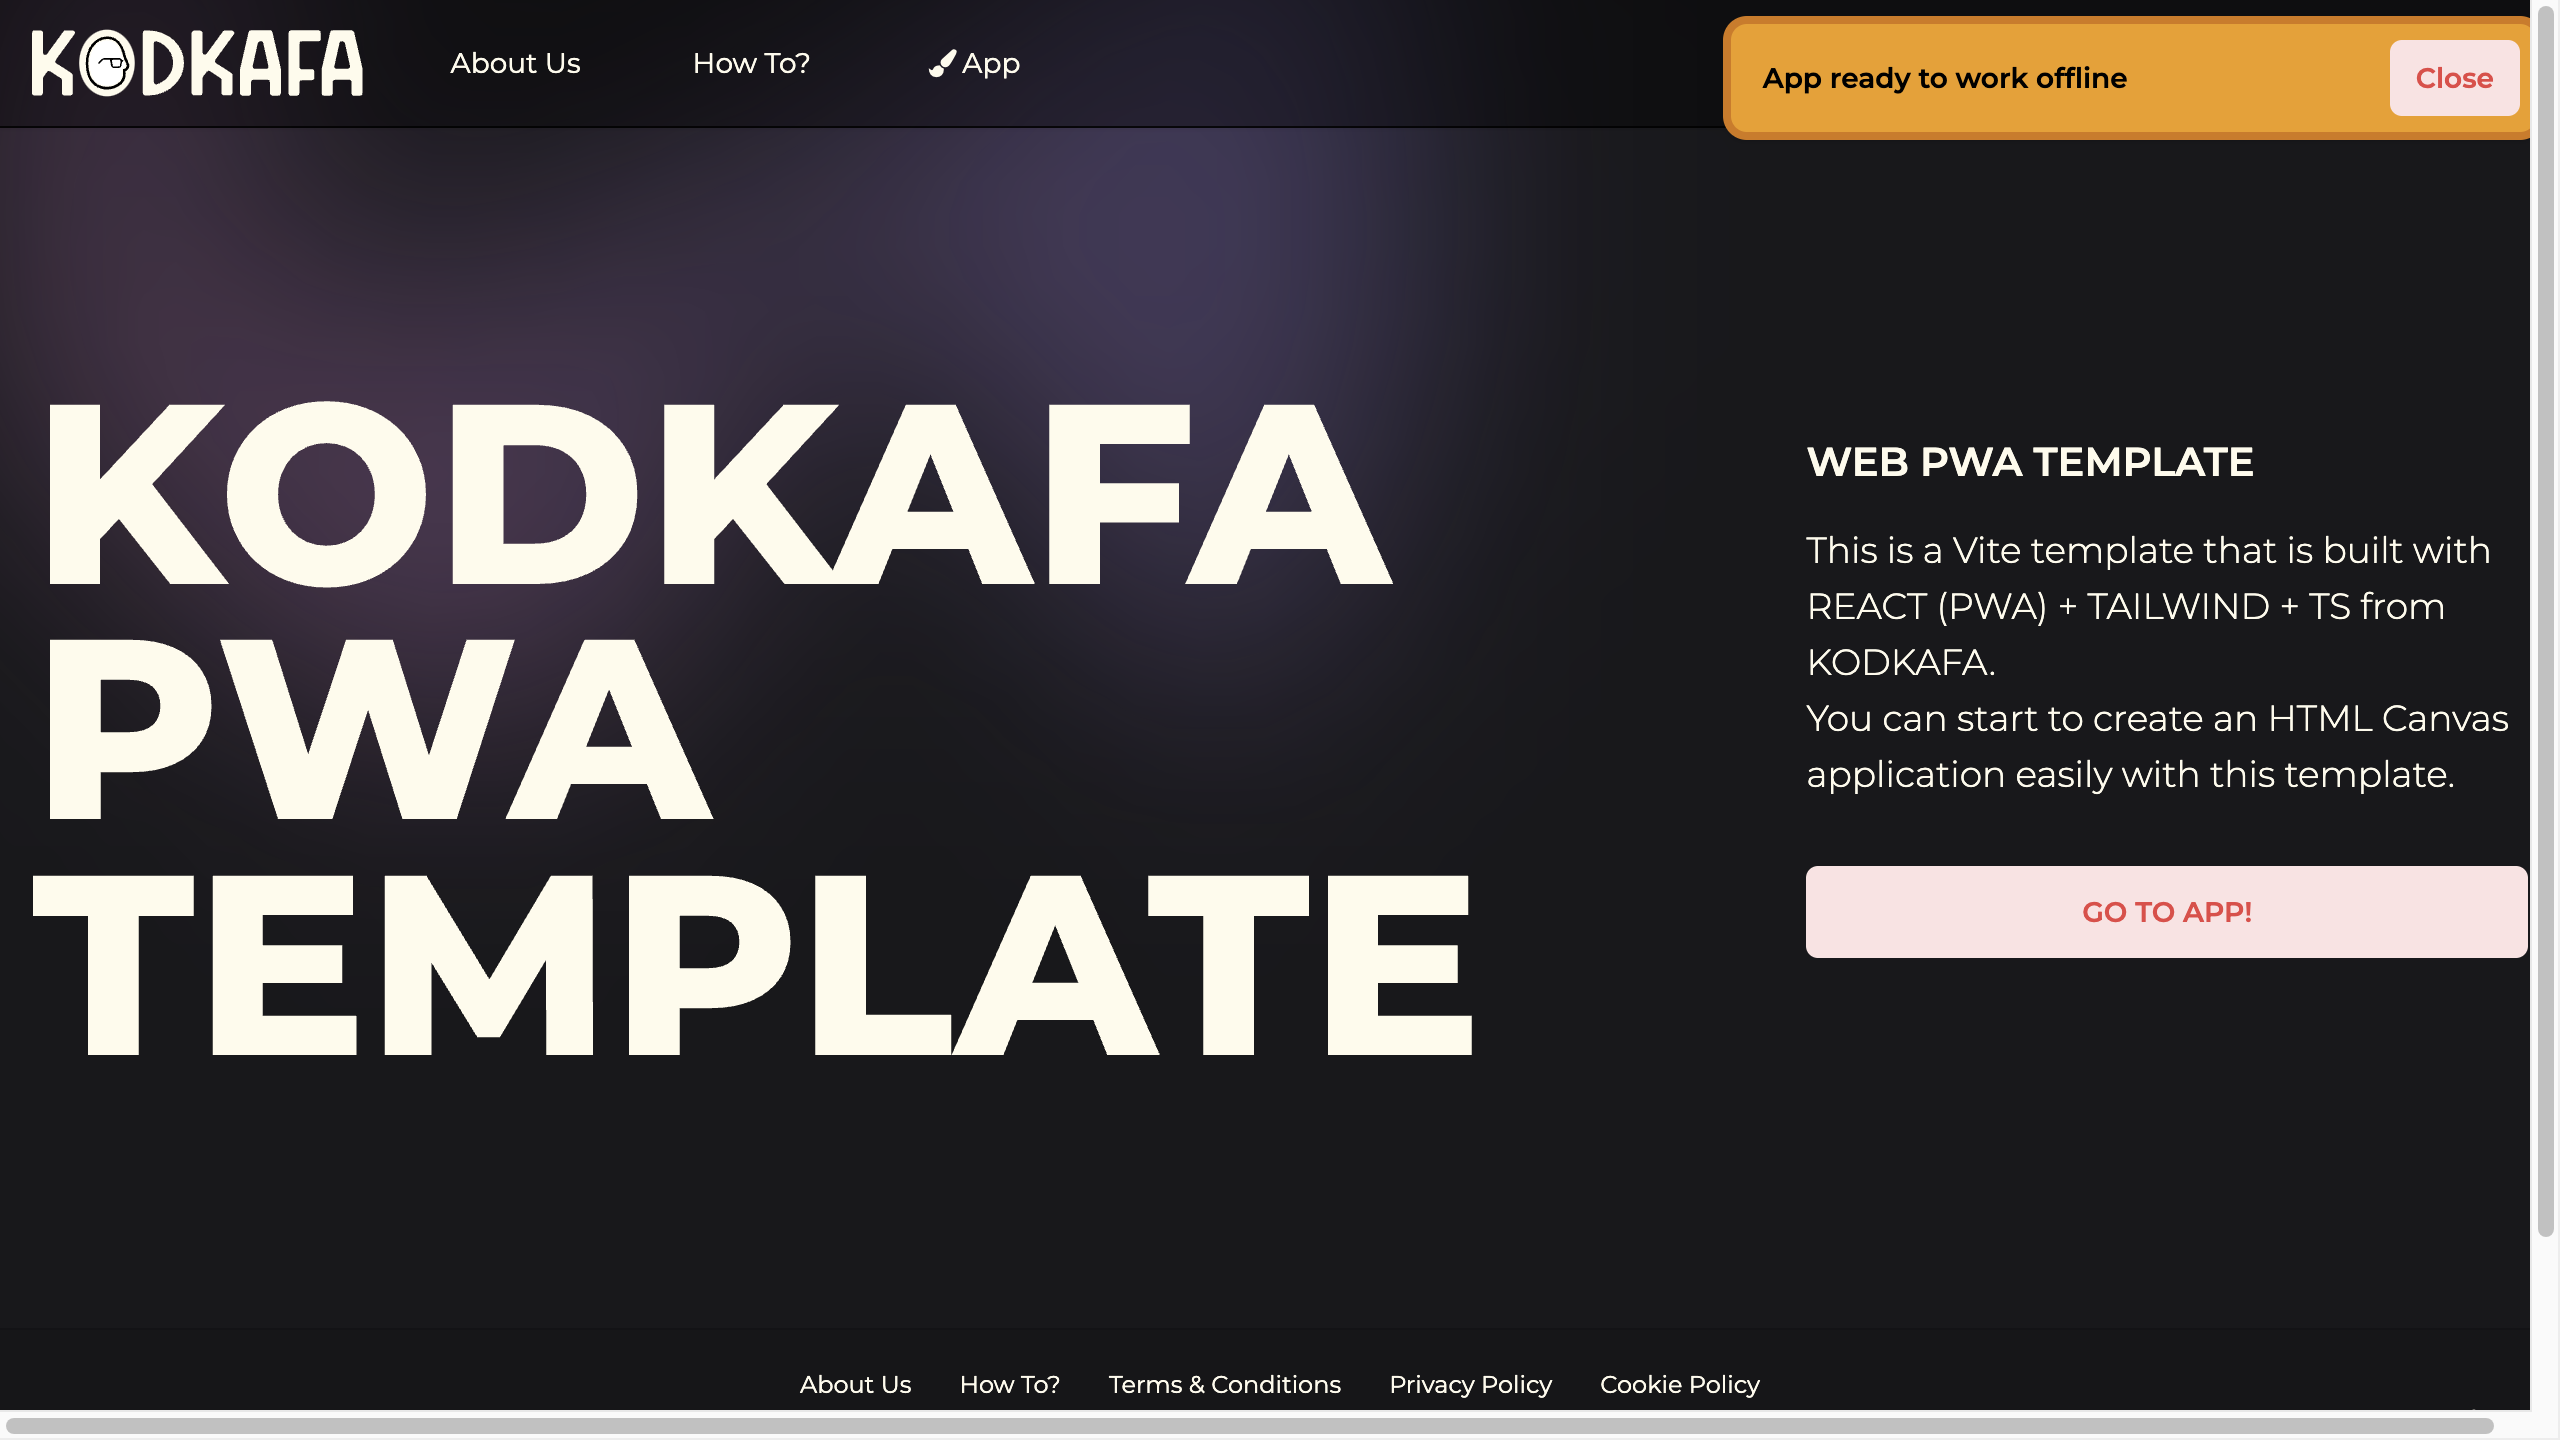 KODKAFA
About Us
How To?
App
App ready to work offline
Close
KODKAFA
PWA
TEMPLATE
WEB PWA TEMPLATE
This is a Vite template that is built with
REACT (PWA) + TAILWIND + TS from
KODKAFA.
You can start to create an HTML Canvas
application easily with this template.
GO TO APP!
About Us
How To?
Terms & Conditions
Privacy Policy
Cookie Policy